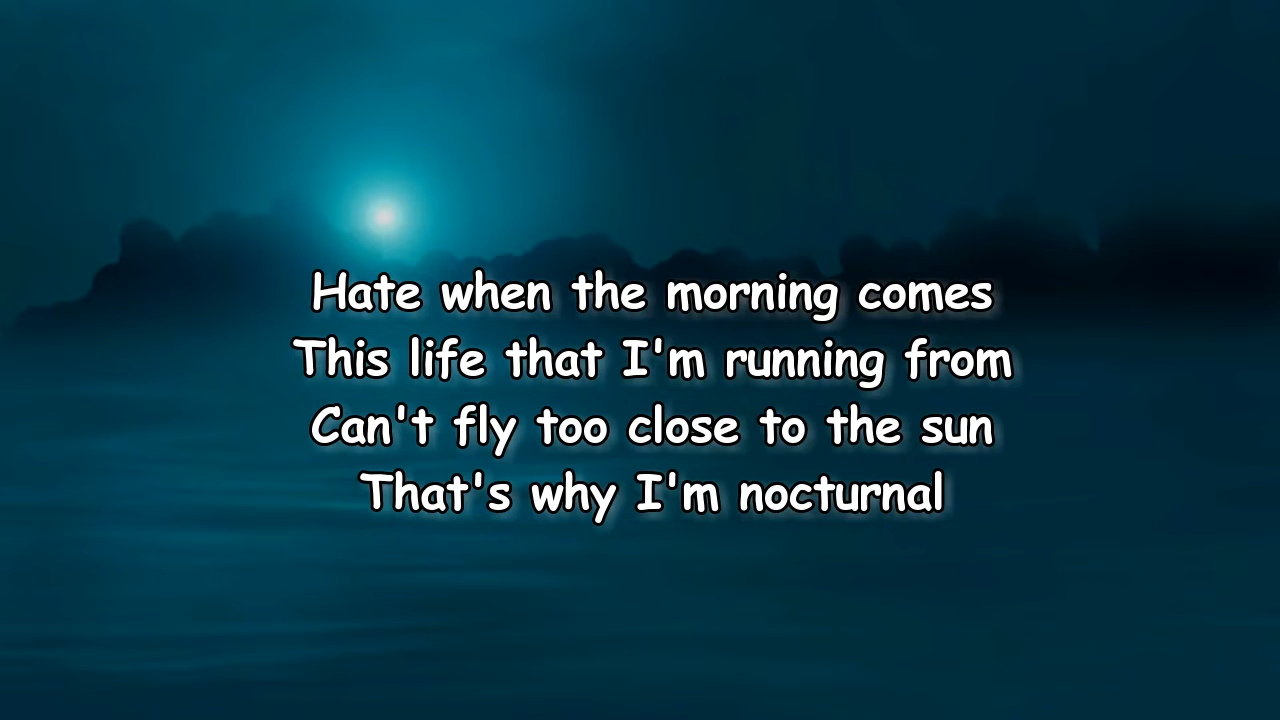 Hate when the morning comes
This life that I'm running from
Can't fly too close to the sun
That's why I'm nocturnal